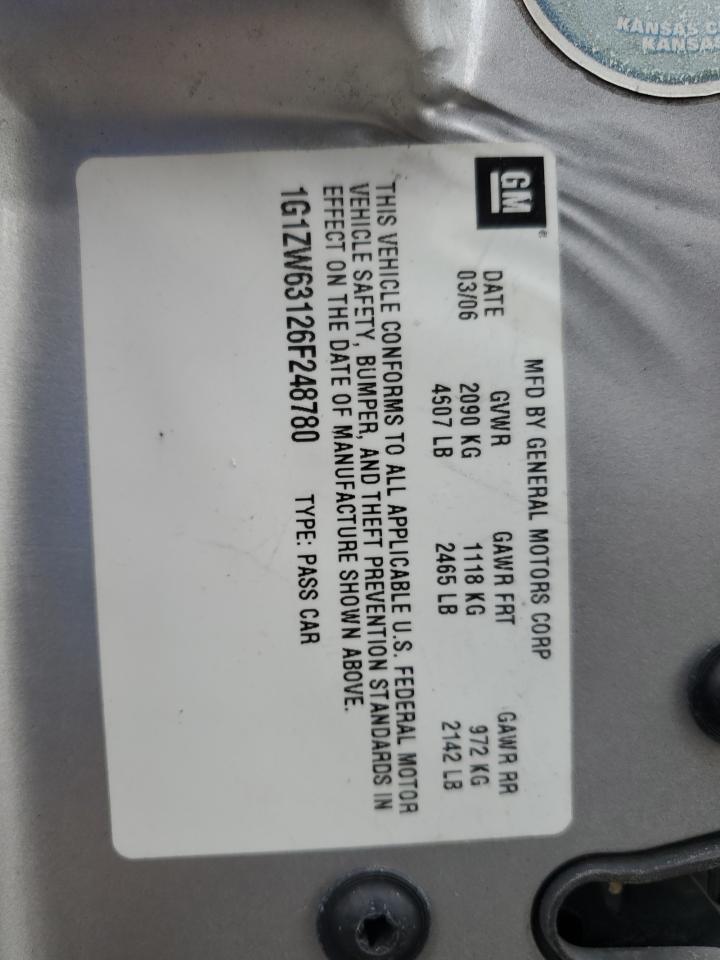 GM
MFD BY GENERAL MOTORS CORP
DATE GVWR GAWR FRT GAWR RR
03/06 2090 KG 1118 KG 972 KG
4507 LB 2465 LB 2142 LB
THIS VEHICLE CONFORMS TO ALL APPLICABLE U.S. FEDERAL MOTOR
VEHICLE SAFETY, BUMPER, AND THEFT PREVENTION STANDARDS IN
EFFECT ON THE DATE OF MANUFACTURE SHOWN ABOVE.
1G1ZW63126F248780 TYPE: PASS CAR
KANSAS
KANSAS